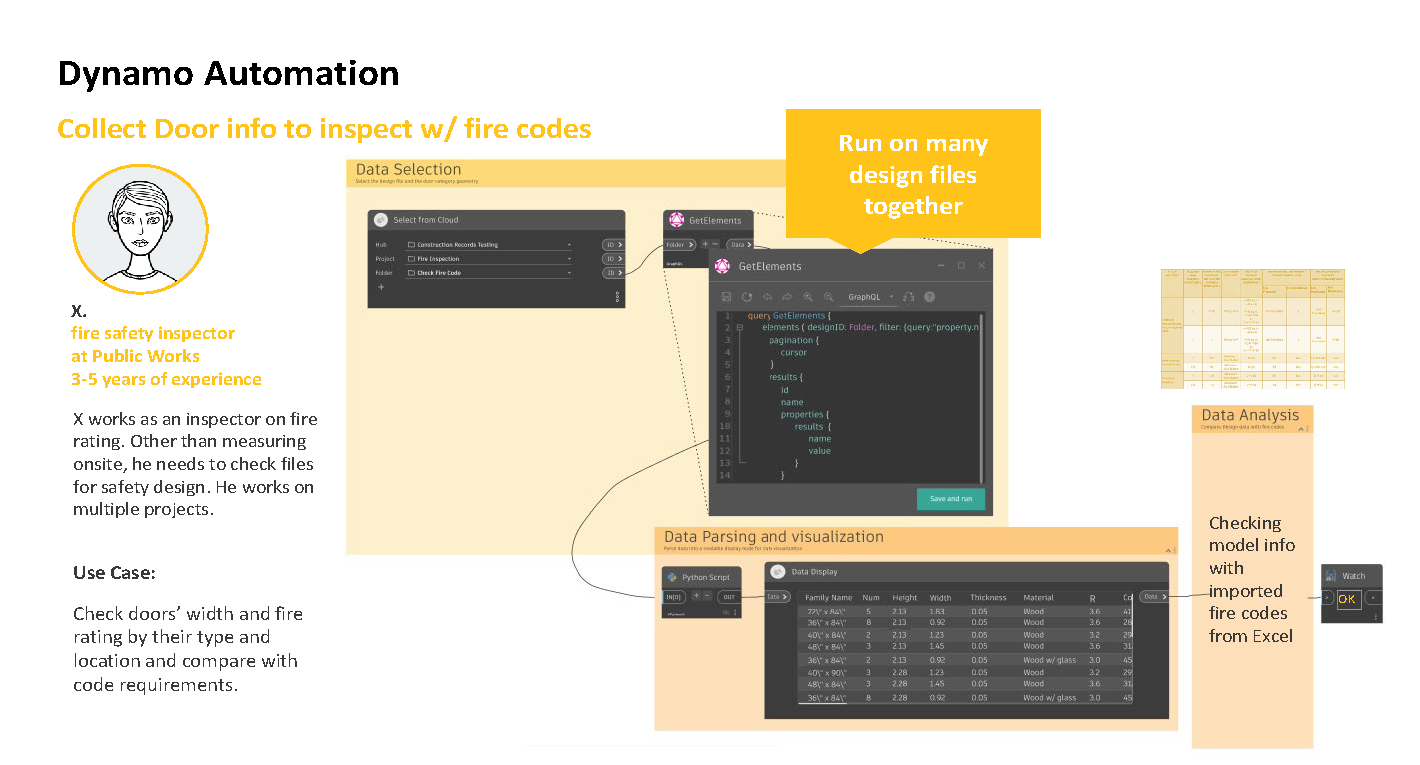 Dynamo Automation
Collect Door info to inspect w/ fire codes
Run on many
design files
together
X.
fire safety inspector
at Public Works
3-5 years of experience
X works as an inspector on fire
rating. Other than measuring
onsite, he needs to check files
for safety design. He works on
multiple projects.
Use Case:
Check doors' width and fire
rating by their type and
location and compare with
code requirements.
Data Selection
Select the design file and the door category geometry
Select from Cloud
Hub Construction Records Testing ID >
Project Fire Inspection ID >
Folder Check Fire Code ID >
+
GetElements
Folder > + − Data >
GraphQL
GetElements
GraphQL
1 query GetElements {
2 elements ( designID: Folder, filter: {query:"property.n
3 pagination {
4 cursor
5 }
6 results {
7 id
8 name
9 properties {
10 results {
11 name
12 value
13 }
14 }
Save and run
Data Parsing and visualization
Parse data into a readable display node for data visualization
Python Script
IN[0] + − OUT
Data Display
Data >
Family Name Num Height Width Thickness Material R Co
72\" x 84\" 5 2.13 1.83 0.05 Wood 3.6 41
36\" x 84\" 8 2.13 0.92 0.05 Wood 3.6 28
40\" x 84\" 2 2.13 1.23 0.05 Wood 3.2 29
48\" x 84\" 3 2.13 1.45 0.05 Wood 3.6 31
36\" x 84\" 2 2.13 0.92 0.05 Wood w/ glass 3.0 45
40\" x 90\" 3 2.28 1.23 0.05 Wood 3.2 29
48\" x 84\" 3 2.28 1.45 0.05 Wood 3.6 31
36\" x 84\" 8 2.28 0.92 0.05 Wood w/ glass 3.0 45
Data >
Data Analysis
Compare design data with fire codes
Checking
model info
with
imported
fire codes
from Excel
Watch
> OK >